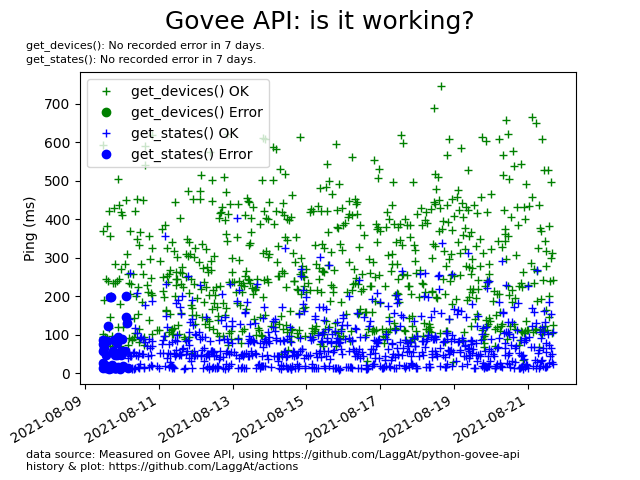 Govee API: is it working?
get_devices(): No recorded error in 7 days.
get_states(): No recorded error in 7 days.
get_devices() OK
get_devices() Error
get_states() OK
get_states() Error
Ping (ms)
700
600
500
400
300
200
100
0
2021-08-09
2021-08-11
2021-08-13
2021-08-15
2021-08-17
2021-08-19
2021-08-21
data source: Measured on Govee API, using https://github.com/LaggAt/python-govee-api
history & plot: https://github.com/LaggAt/actions